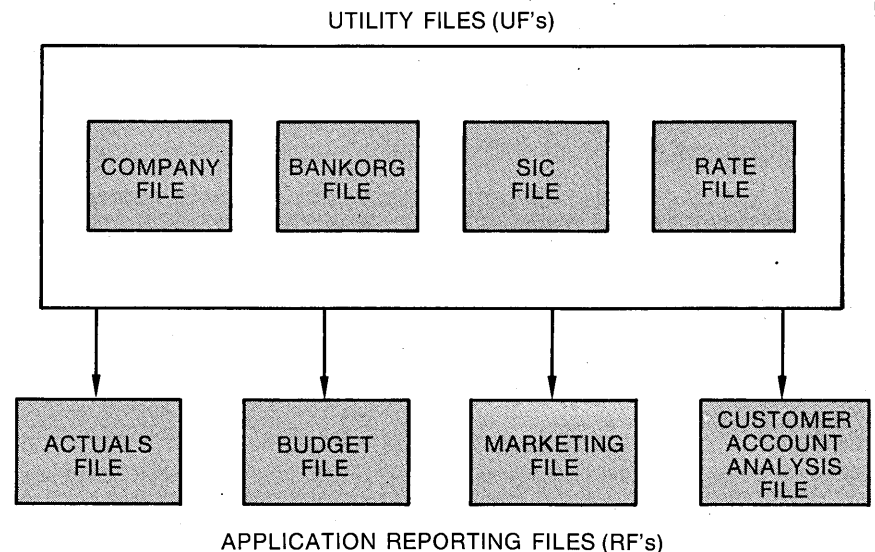 UTILITY FILES (UF's)
COMPANY
FILE
BANKORG
FILE
SIC
FILE
RATE
FILE
ACTUALS
FILE
BUDGET
FILE
MARKETING
FILE
CUSTOMER
ACCOUNT
ANALYSIS
FILE
APPLICATION REPORTING FILES (RF's)